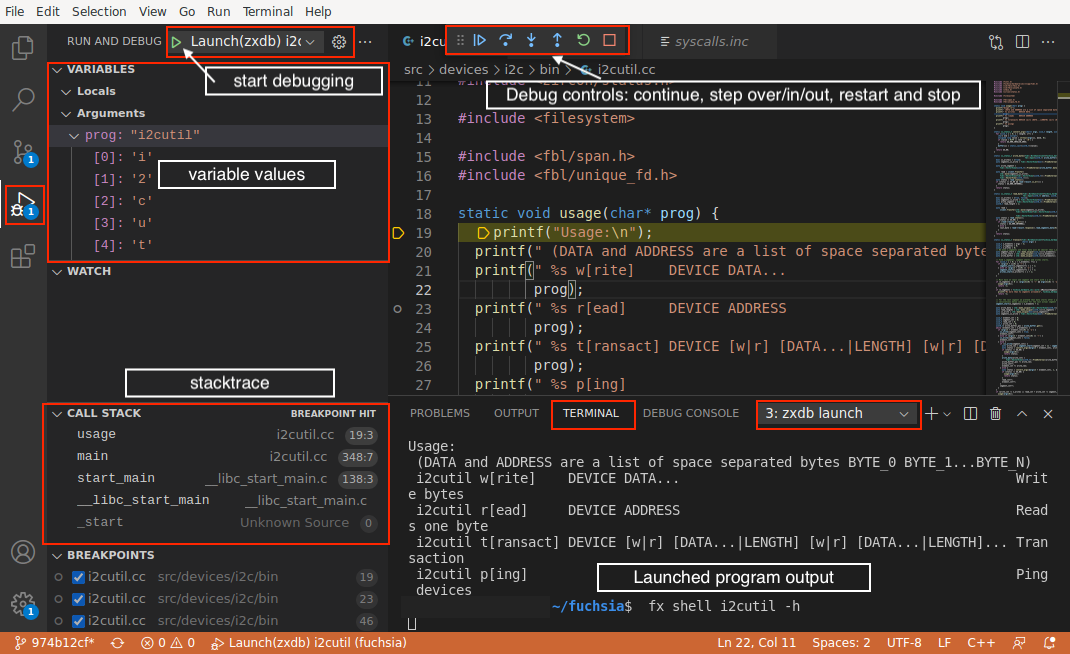 File Edit Selection View Go Run Terminal Help
RUN AND DEBUG
Launch(zxdb) i2c
start debugging
i2cu
syscalls.inc
src > devices > i2c > bin > i2cutil.cc
Debug controls: continue, step over/in/out, restart and stop
VARIABLES
Locals
Arguments
prog: "i2cutil"
[0]: 'i'
[1]: '2'
[2]: 'c'
[3]: 'u'
[4]: 't'
variable values
1
1
WATCH
stacktrace
12
13 #include <filesystem>
14
15 #include <fbl/span.h>
16 #include <fbl/unique_fd.h>
17
18 static void usage(char* prog) {
19 printf("Usage:\n");
20 printf(" (DATA and ADDRESS are a list of space separated byte
21 printf(" %s w[rite]    DEVICE DATA...
22 prog);
23 printf(" %s r[ead]     DEVICE ADDRESS
24 prog);
25 printf(" %s t[ransact] DEVICE [w|r] [DATA...|LENGTH] [w|r] [D
26 prog);
27 printf(" %s p[ing]
CALL STACK BREAKPOINT HIT
usage i2cutil.cc 19:3
main i2cutil.cc 348:7
start_main __libc_start_main.c 138:3
__libc_start_main __libc_start_main.c
_start Unknown Source 0
BREAKPOINTS
i2cutil.cc src/devices/i2c/bin 19
i2cutil.cc src/devices/i2c/bin 23
i2cutil.cc src/devices/i2c/bin 46
1
PROBLEMS OUTPUT TERMINAL DEBUG CONSOLE 3: zxdb launch
Usage:
(DATA and ADDRESS are a list of space separated bytes BYTE_0 BYTE_1...BYTE_N)
i2cutil w[rite]    DEVICE DATA... Writ
e bytes
i2cutil r[ead]     DEVICE ADDRESS Read
s one byte
i2cutil t[ransact] DEVICE [w|r] [DATA...|LENGTH] [w|r] [DATA...|LENGTH]... Tran
saction
i2cutil p[ing] Ping
devices
Launched program output
~/fuchsia$ fx shell i2cutil -h
974b12cf* 0 0 Launch(zxdb) i2cutil (fuchsia) Ln 22, Col 11 Spaces: 2 UTF-8 LF C++